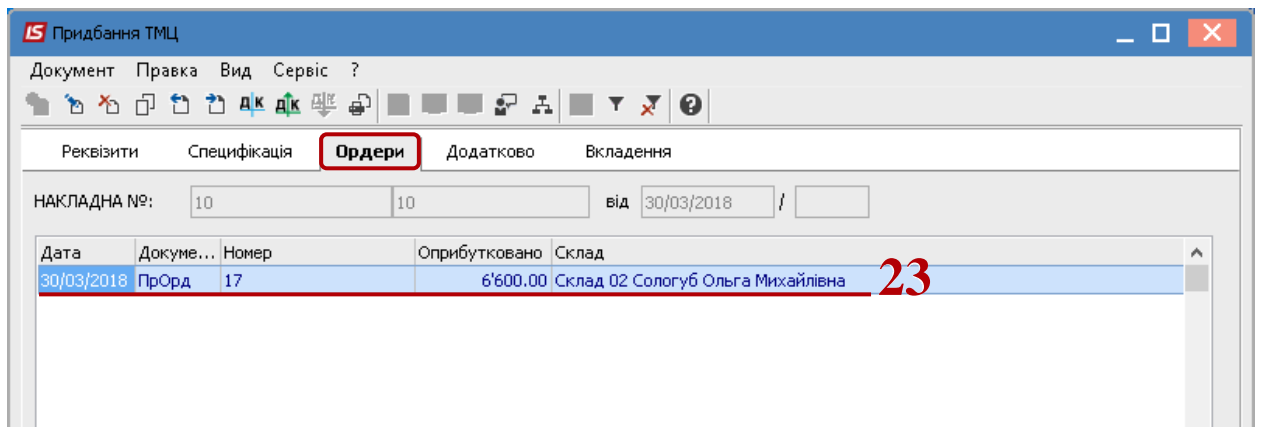 IS Придбання ТМЦ
Документ Правка Вид Сервіс ?
д|к д|к д|к ?
Реквізити Специфікація Ордери Додатково Вкладення
НАКЛАДНА №: 10 10 від 30/03/2018 /
Дата Докуме... Номер Оприбутковано Склад
30/03/2018 ПрОрд 17 6'600.00 Склад 02 Сологуб Ольга Михайлівна 23